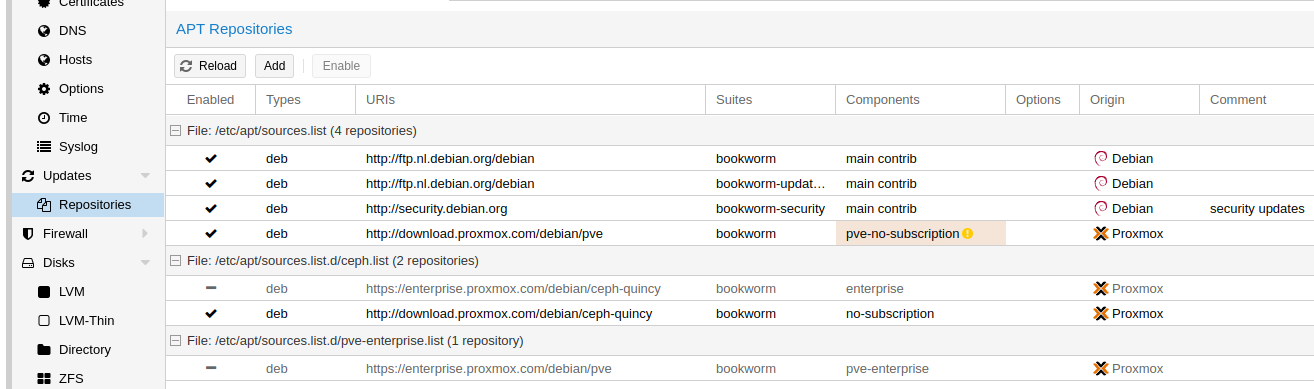 Certificates
DNS
Hosts
Options
Time
Syslog
Updates
Repositories
Firewall
Disks
LVM
LVM-Thin
Directory
ZFS
APT Repositories
Reload Add Enable
Enabled Types URIs Suites Components Options Origin Comment
File: /etc/apt/sources.list (4 repositories)
deb http://ftp.nl.debian.org/debian bookworm main contrib Debian
deb http://ftp.nl.debian.org/debian bookworm-updat… main contrib Debian
deb http://security.debian.org bookworm-security main contrib Debian security updates
deb http://download.proxmox.com/debian/pve bookworm pve-no-subscription Proxmox
File: /etc/apt/sources.list.d/ceph.list (2 repositories)
deb https://enterprise.proxmox.com/debian/ceph-quincy bookworm enterprise Proxmox
deb http://download.proxmox.com/debian/ceph-quincy bookworm no-subscription Proxmox
File: /etc/apt/sources.list.d/pve-enterprise.list (1 repository)
deb https://enterprise.proxmox.com/debian/pve bookworm pve-enterprise Proxmox